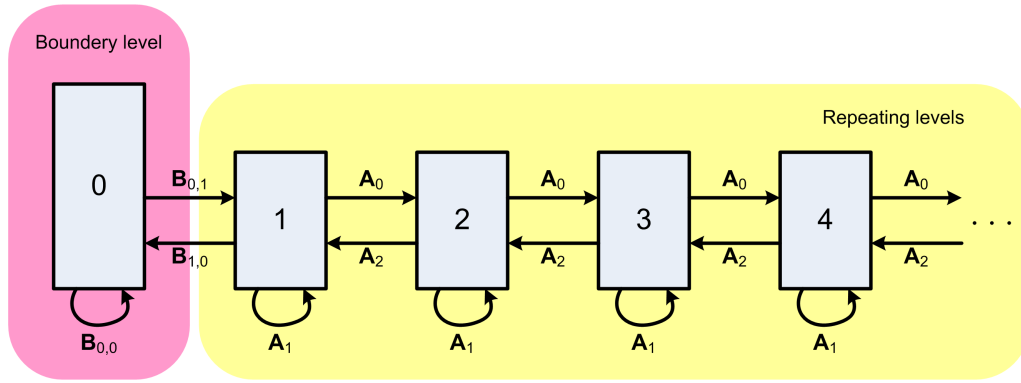 Boundery level
Repeating levels
0
B0,1
B1,0
B0,0
1
A0
A2
A1
2
A0
A2
A1
3
A0
A2
A1
4
A0
A2
A1
. . .